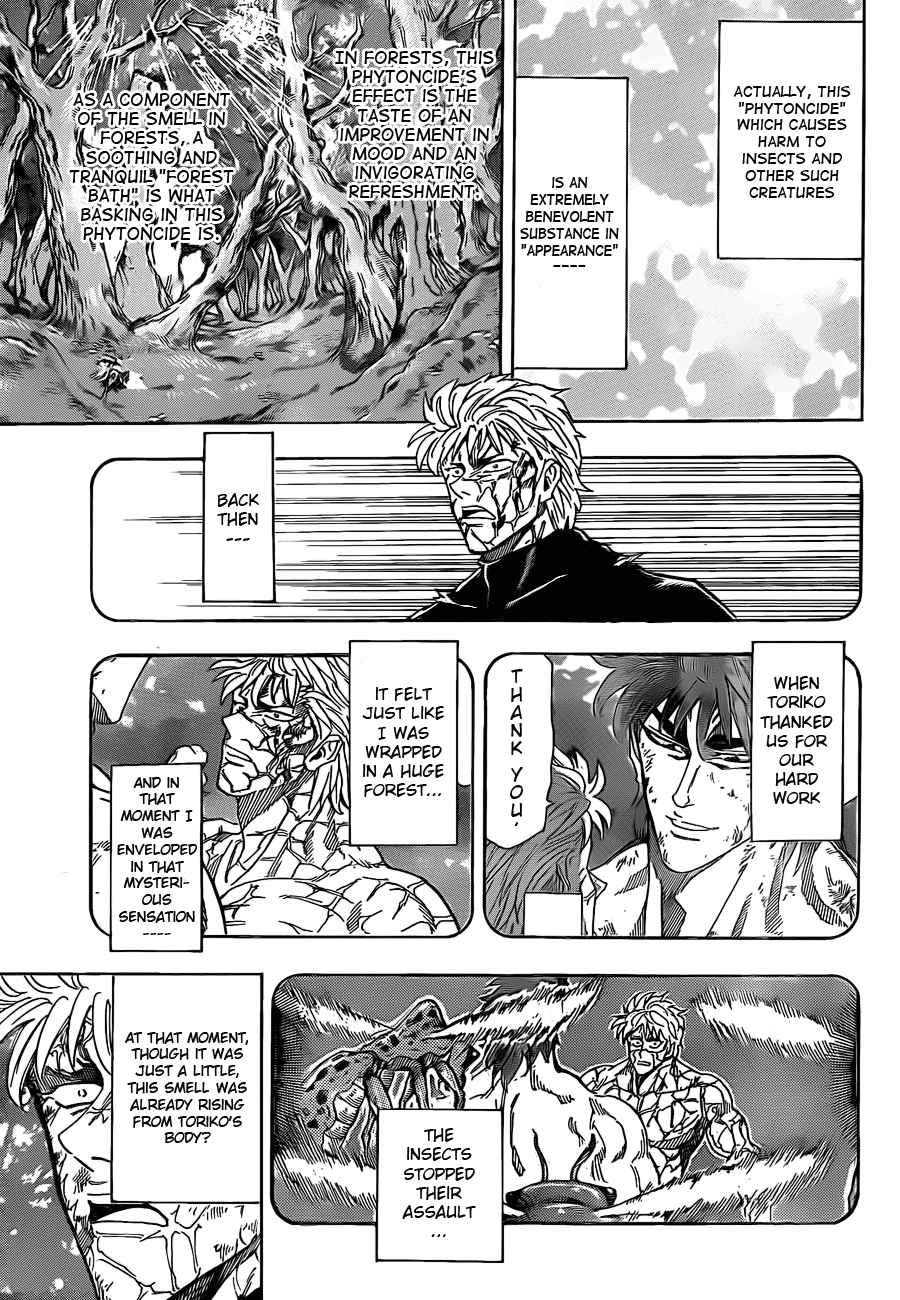 ACTUALLY, THIS
"PHYTONCIDE"
WHICH CAUSES
HARM TO
INSECTS AND
OTHER SUCH
CREATURES
IS AN
EXTREMELY
BENEVOLENT
SUBSTANCE IN
"APPEARANCE"
----
IN FORESTS, THIS
PHYTONCIDE'S
EFFECT IS THE
TASTE OF AN
IMPROVEMENT IN
MOOD AND AN
INVIGORATING
REFRESHMENT.
AS A COMPONENT
OF THE SMELL IN
FORESTS, A
SOOTHING AND
TRANQUIL "FOREST
BATH" IS WHAT
BASKING IN THIS
PHYTONCIDE IS.
BACK
THEN
---
WHEN
TORIKO
THANKED
US FOR
OUR
HARD
WORK
THANK YOU.
IT FELT
JUST LIKE
I WAS
WRAPPED
IN A HUGE
FOREST...
AND IN
THAT
MOMENT I
WAS
ENVELOPED
IN THAT
MYSTERI-
OUS
SENSATION
----
THE
INSECTS
STOPPED
THEIR
ASSAULT
...
AT THAT MOMENT,
THOUGH IT WAS
JUST A LITTLE,
THIS SMELL WAS
ALREADY RISING
FROM TORIKO'S
BODY?